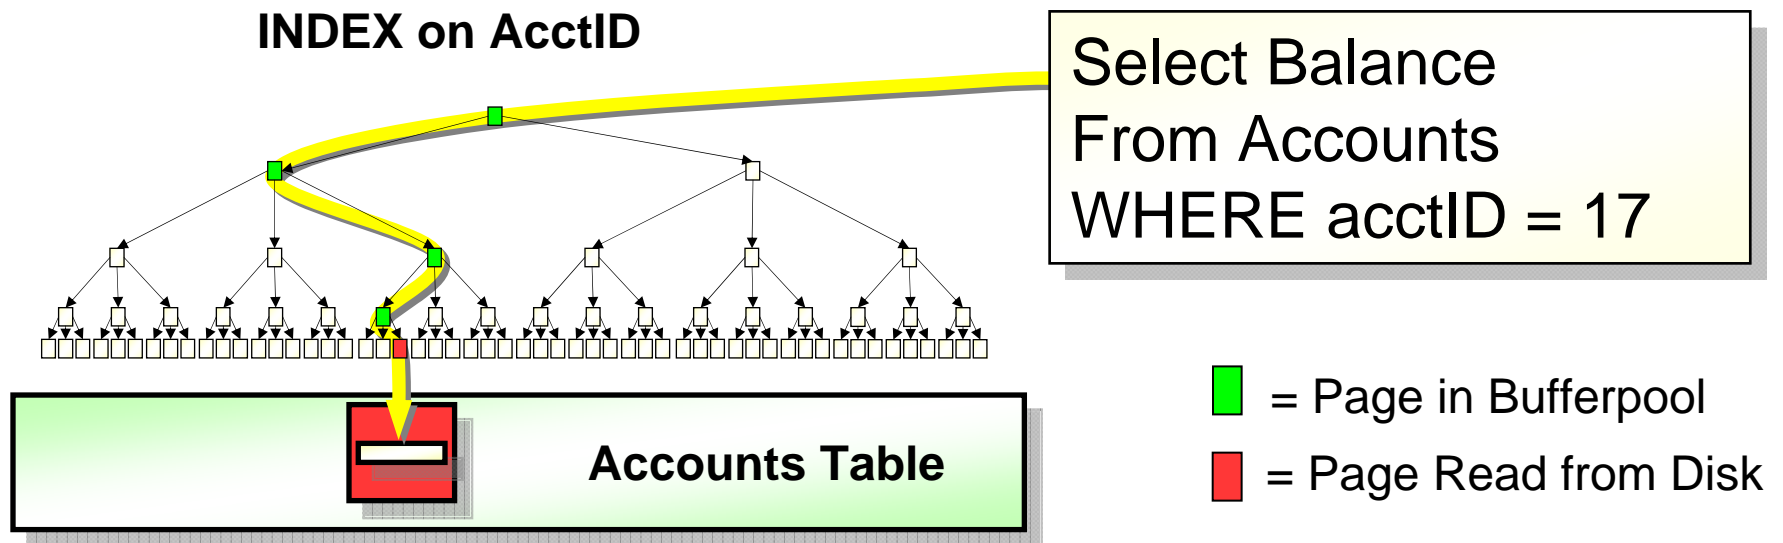 INDEX on AcctID
Select Balance
From Accounts
WHERE acctID = 17
= Page in Bufferpool
Accounts Table
= Page Read from Disk